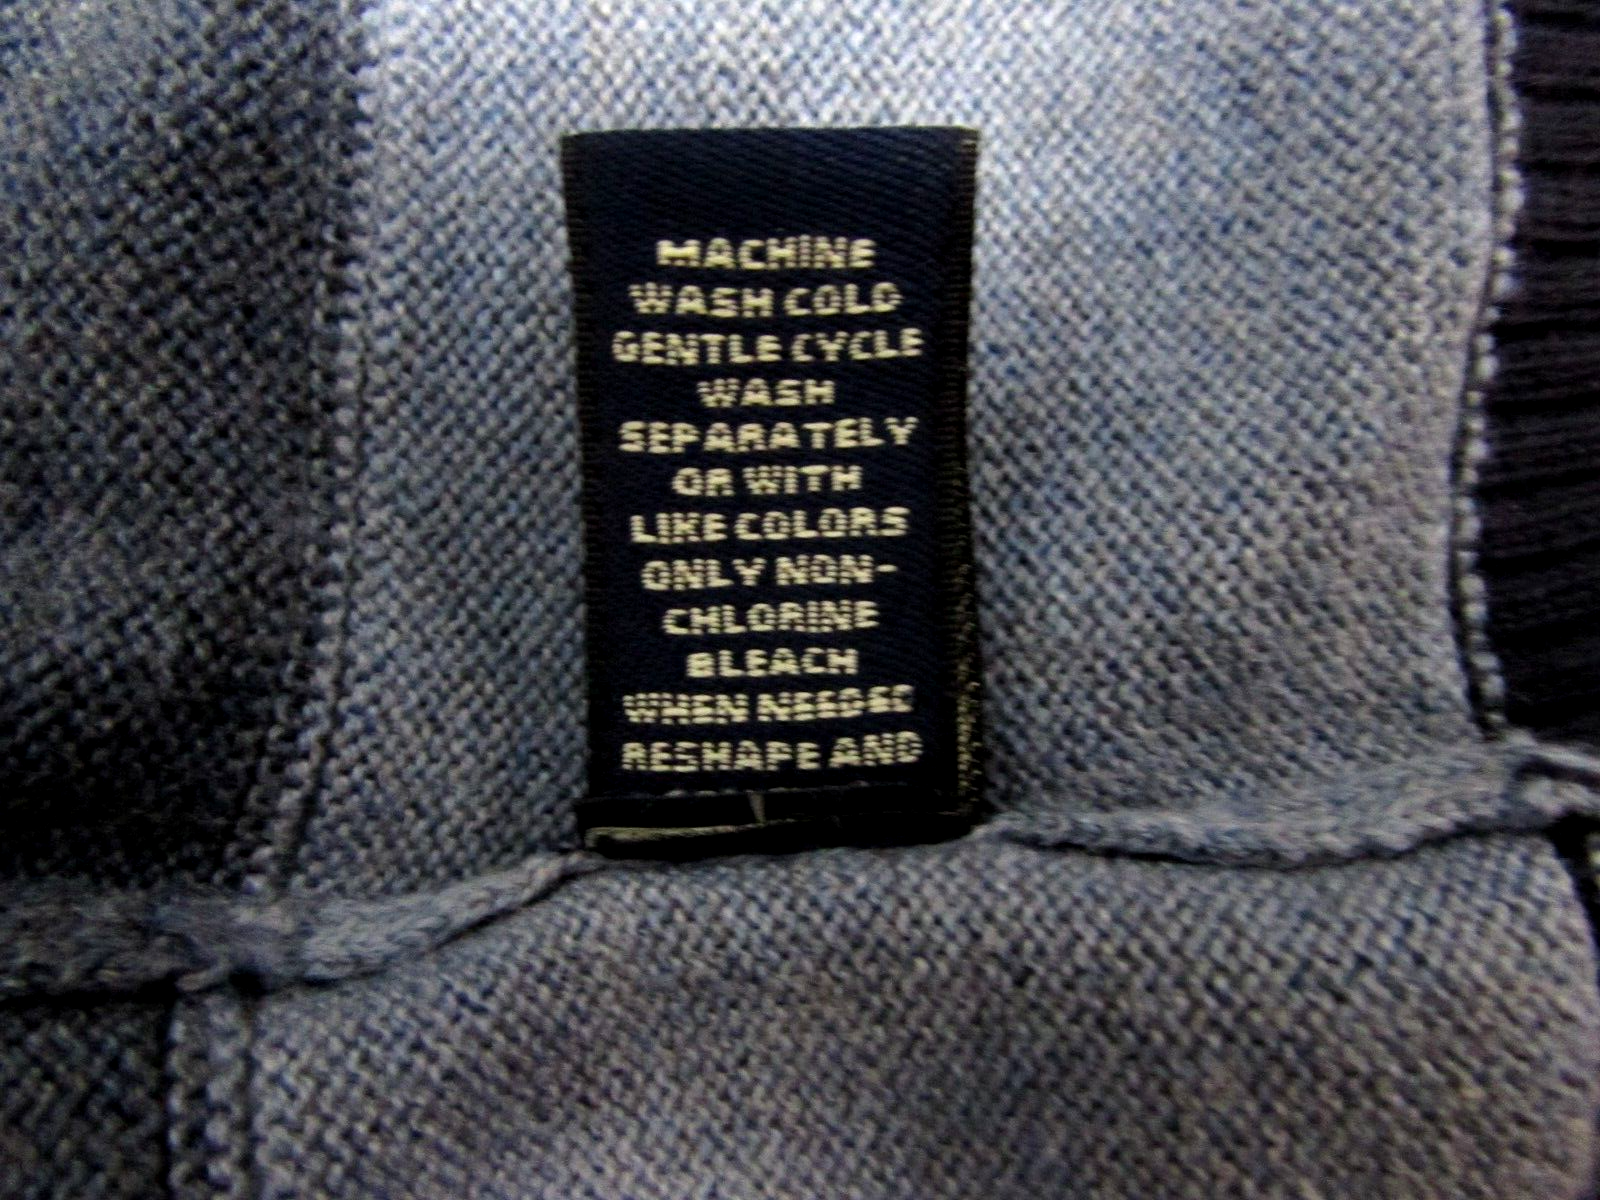 MACHINE
WASH COLD
GENTLE CYCLE
WASH
SEPARATELY
OR WITH
LIKE COLORS
ONLY NON-
CHLORINE
BLEACH
WHEN NEEDED
RESHAPE AND